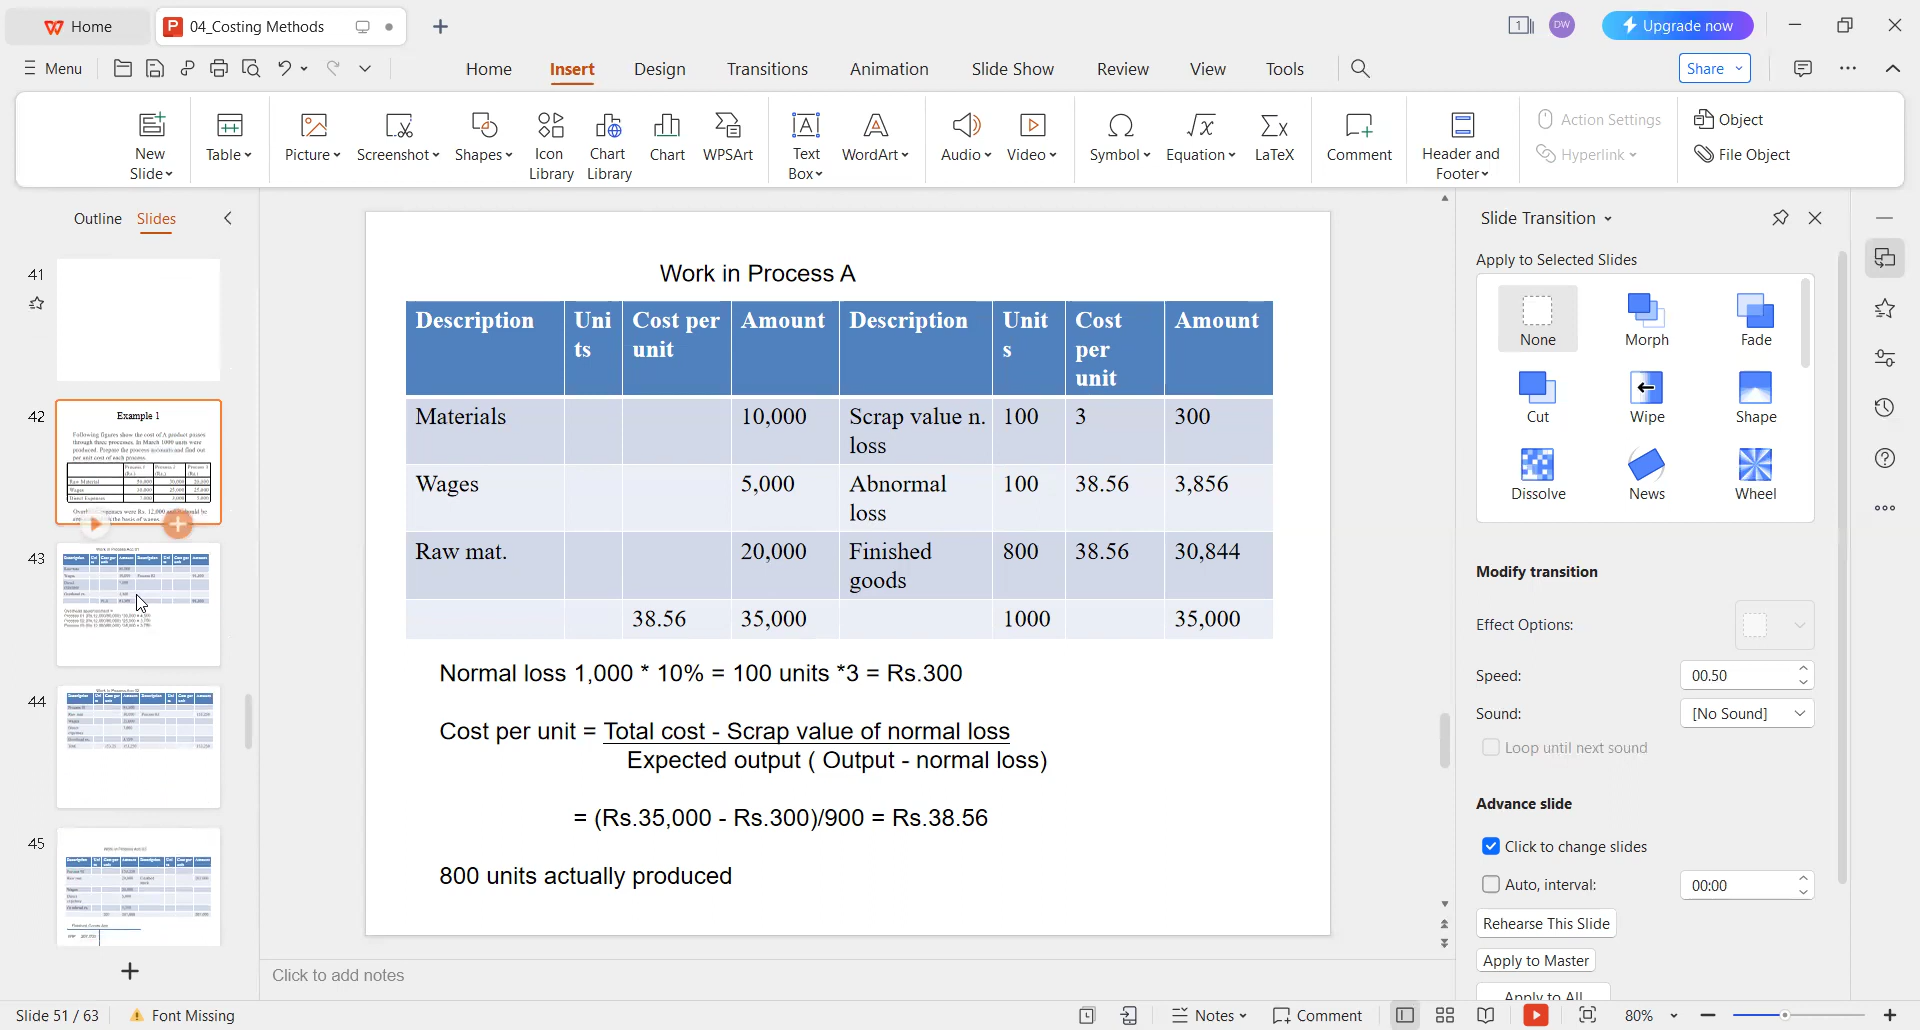 Home
04_Costing Methods
1
DW
Upgrade now
Menu
Home Insert Design Transitions Animation Slide Show Review View Tools
Share
New Slide
Table
Picture
Screenshot
Shapes
Icon Library
Chart Library
Chart
WPSArt
Text Box
WordArt
Audio
Video
Symbol
Equation
LaTeX
Comment
Header and Footer
Action Settings
Hyperlink
Object
File Object
Outline Slides
41
42
Example 1
43
44
45
Work in Process A
Description Units Cost per unit Amount Description Units Cost per unit Amount
Materials 10,000 Scrap value n. loss 100 3 300
Wages 5,000 Abnormal loss 100 38.56 3,856
Raw mat. 20,000 Finished goods 800 38.56 30,844
38.56 35,000 1000 35,000
Normal loss 1,000 * 10% = 100 units *3 = Rs.300
Cost per unit = Total cost - Scrap value of normal loss
Expected output ( Output - normal loss)
= (Rs.35,000 - Rs.300)/900 = Rs.38.56
800 units actually produced
Click to add notes
Slide Transition
Apply to Selected Slides
None Morph Fade
Cut Wipe Shape
Dissolve News Wheel
Modify transition
Effect Options:
Speed: 00.50
Sound: [No Sound]
Loop until next sound
Advance slide
Click to change slides
Auto, interval: 00:00
Rehearse This Slide
Apply to Master
Apply to All
Slide 51 / 63
Font Missing
Notes
Comment
80%